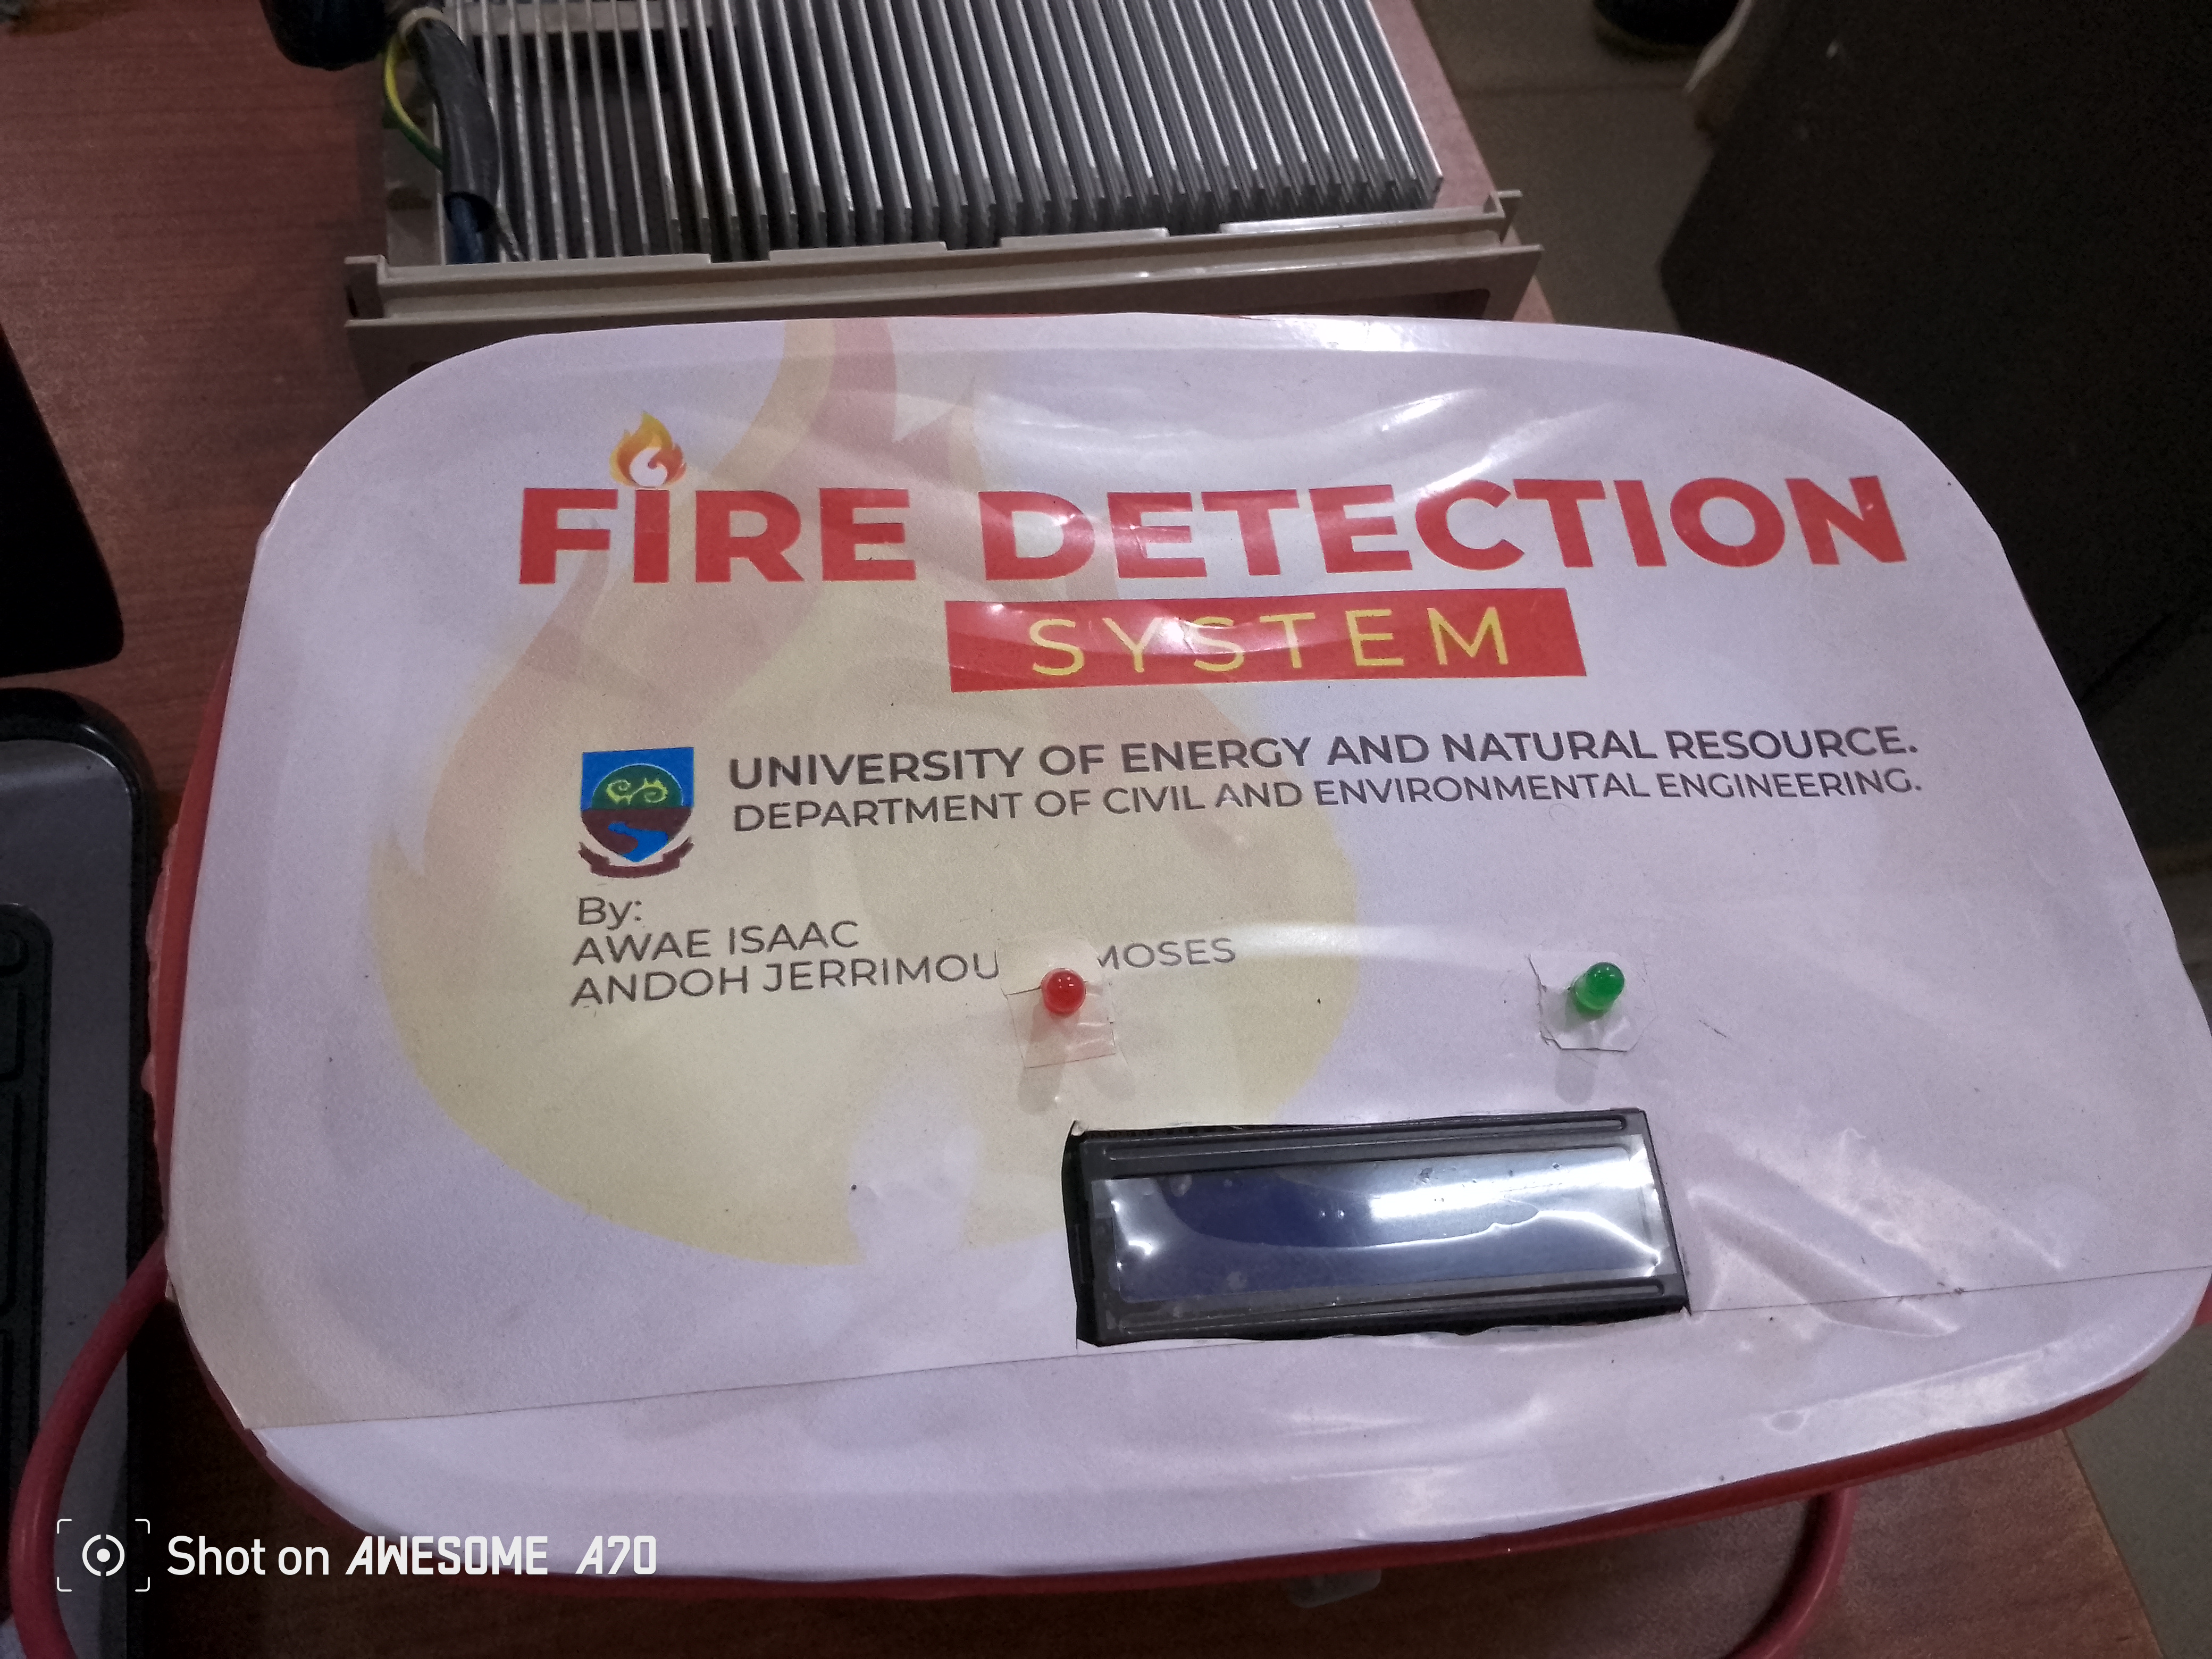 FIRE DETECTION
SYSTEM
UNIVERSITY OF ENERGY AND NATURAL RESOURCE.
DEPARTMENT OF CIVIL AND ENVIRONMENTAL ENGINEERING.
By:
AWAE ISAAC
ANDOH MOSES
Shot on AWESOME A70